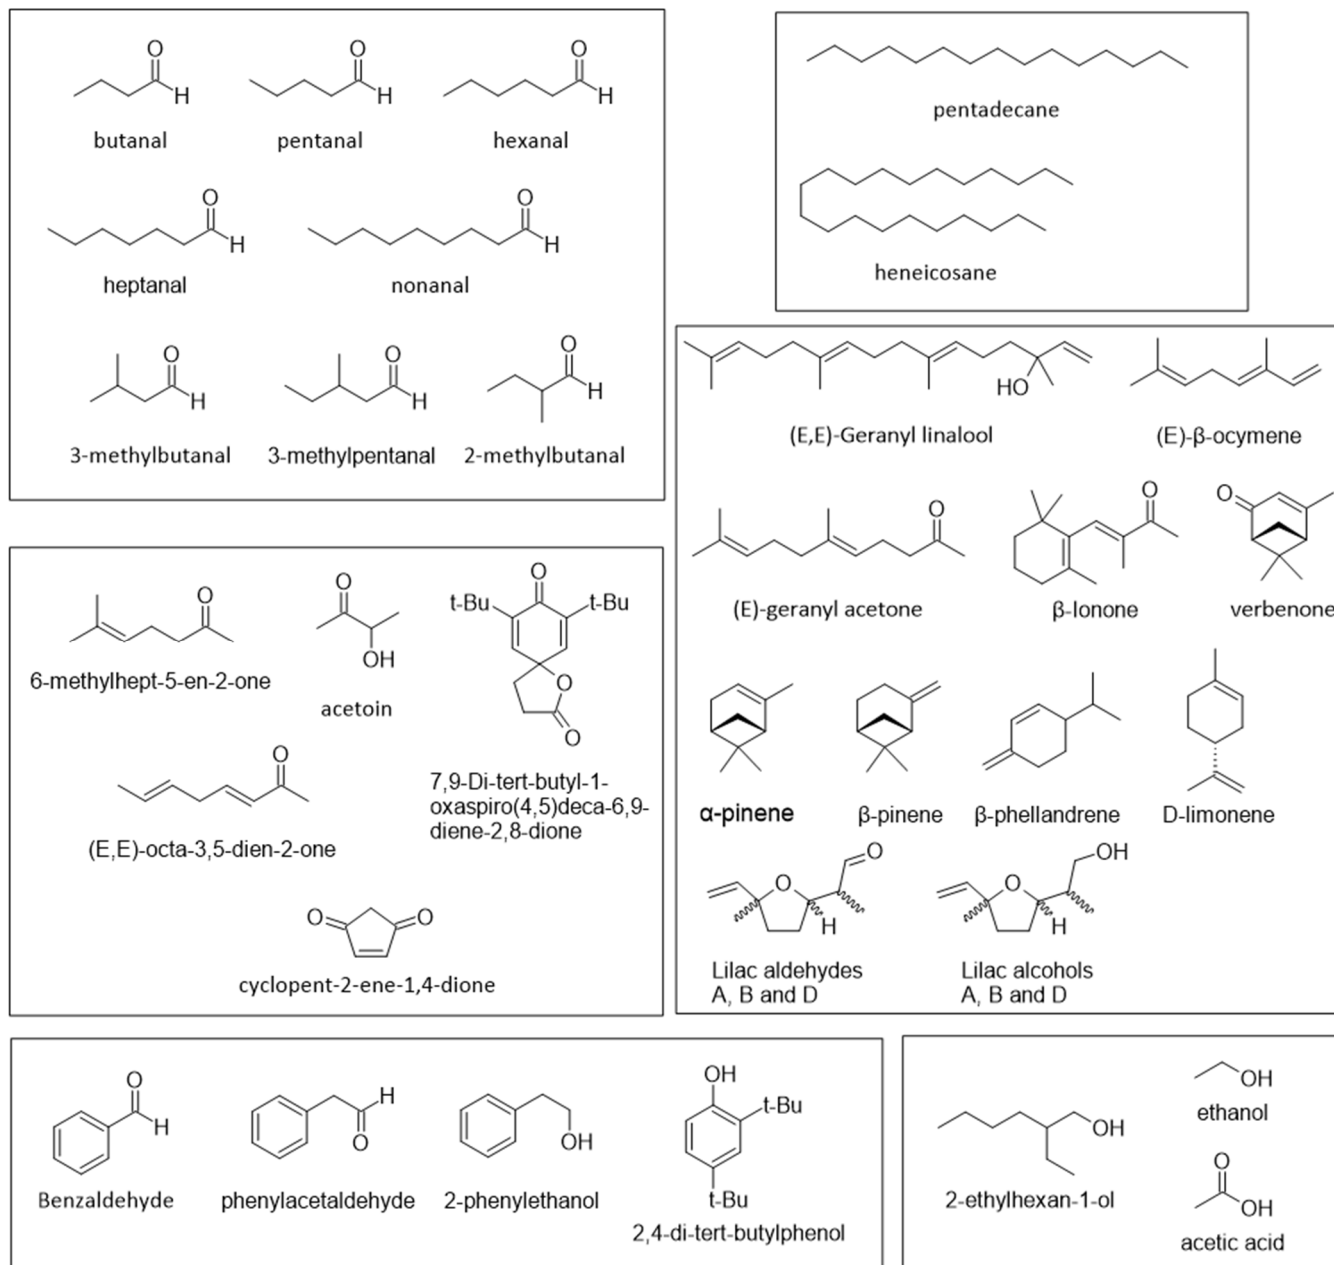 O
H
butanal
O
H
pentanal
O
H
hexanal
O
H
heptanal
O
H
nonanal
O
H
3-methylbutanal
O
H
3-methylpentanal
O
H
2-methylbutanal
pentadecane
heneicosane
HO
(E,E)-Geranyl linalool
(E)-β-ocymene
O
(E)-geranyl acetone
O
β-Ionone
O
verbenone
α-pinene
β-pinene
β-phellandrene
D-limonene
O
O
H
Lilac aldehydes
A, B and D
OH
O
H
Lilac alcohols
A, B and D
O
6-methylhept-5-en-2-one
O
OH
acetoin
O
t-Bu
t-Bu
O
O
7,9-Di-tert-butyl-1-
oxaspiro(4,5)deca-6,9-
diene-2,8-dione
O
(E,E)-octa-3,5-dien-2-one
O
O
cyclopent-2-ene-1,4-dione
O
H
Benzaldehyde
H
O
phenylacetaldehyde
OH
2-phenylethanol
OH
t-Bu
t-Bu
2,4-di-tert-butylphenol
OH
2-ethylhexan-1-ol
OH
ethanol
O
OH
acetic acid